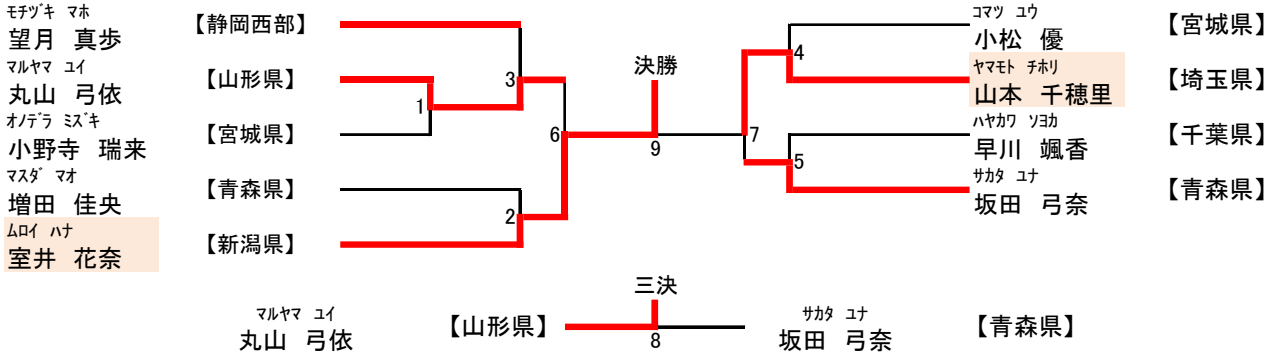 モチヅキ マホ
望月 真歩
【静岡西部】
マルヤマ ユイ
丸山 弓依
【山形県】
オノデラ ミズキ
小野寺 瑞来
【宮城県】
マスダ マオ
増田 佳央
【青森県】
ムロイ ハナ
室井 花奈
【新潟県】
1
3
2
6
決勝
9
7
4
5
コマツ ユウ
小松 優
【宮城県】
ヤマモト チホリ
山本 千穂里
【埼玉県】
ハヤカワ ソヨカ
早川 颯香
【千葉県】
サカタ ユナ
坂田 弓奈
【青森県】
三決
マルヤマ ユイ
丸山 弓依
【山形県】
8
サカタ ユナ
坂田 弓奈
【青森県】